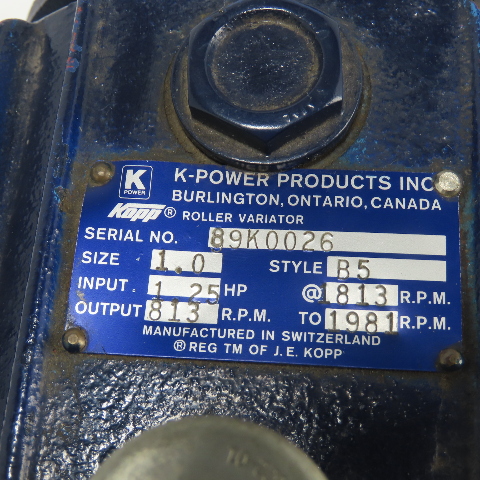 K POWER K-POWER PRODUCTS INC
BURLINGTON, ONTARIO, CANADA
Kopp® ROLLER VARIATOR
SERIAL NO. 89K0026
SIZE 1.0 STYLE B5
INPUT 1.25 HP @ 1813 R.P.M.
OUTPUT 813 R.P.M. TO 1981 R.P.M.
MANUFACTURED IN SWITZERLAND
® REG TM OF J.E. KOPP